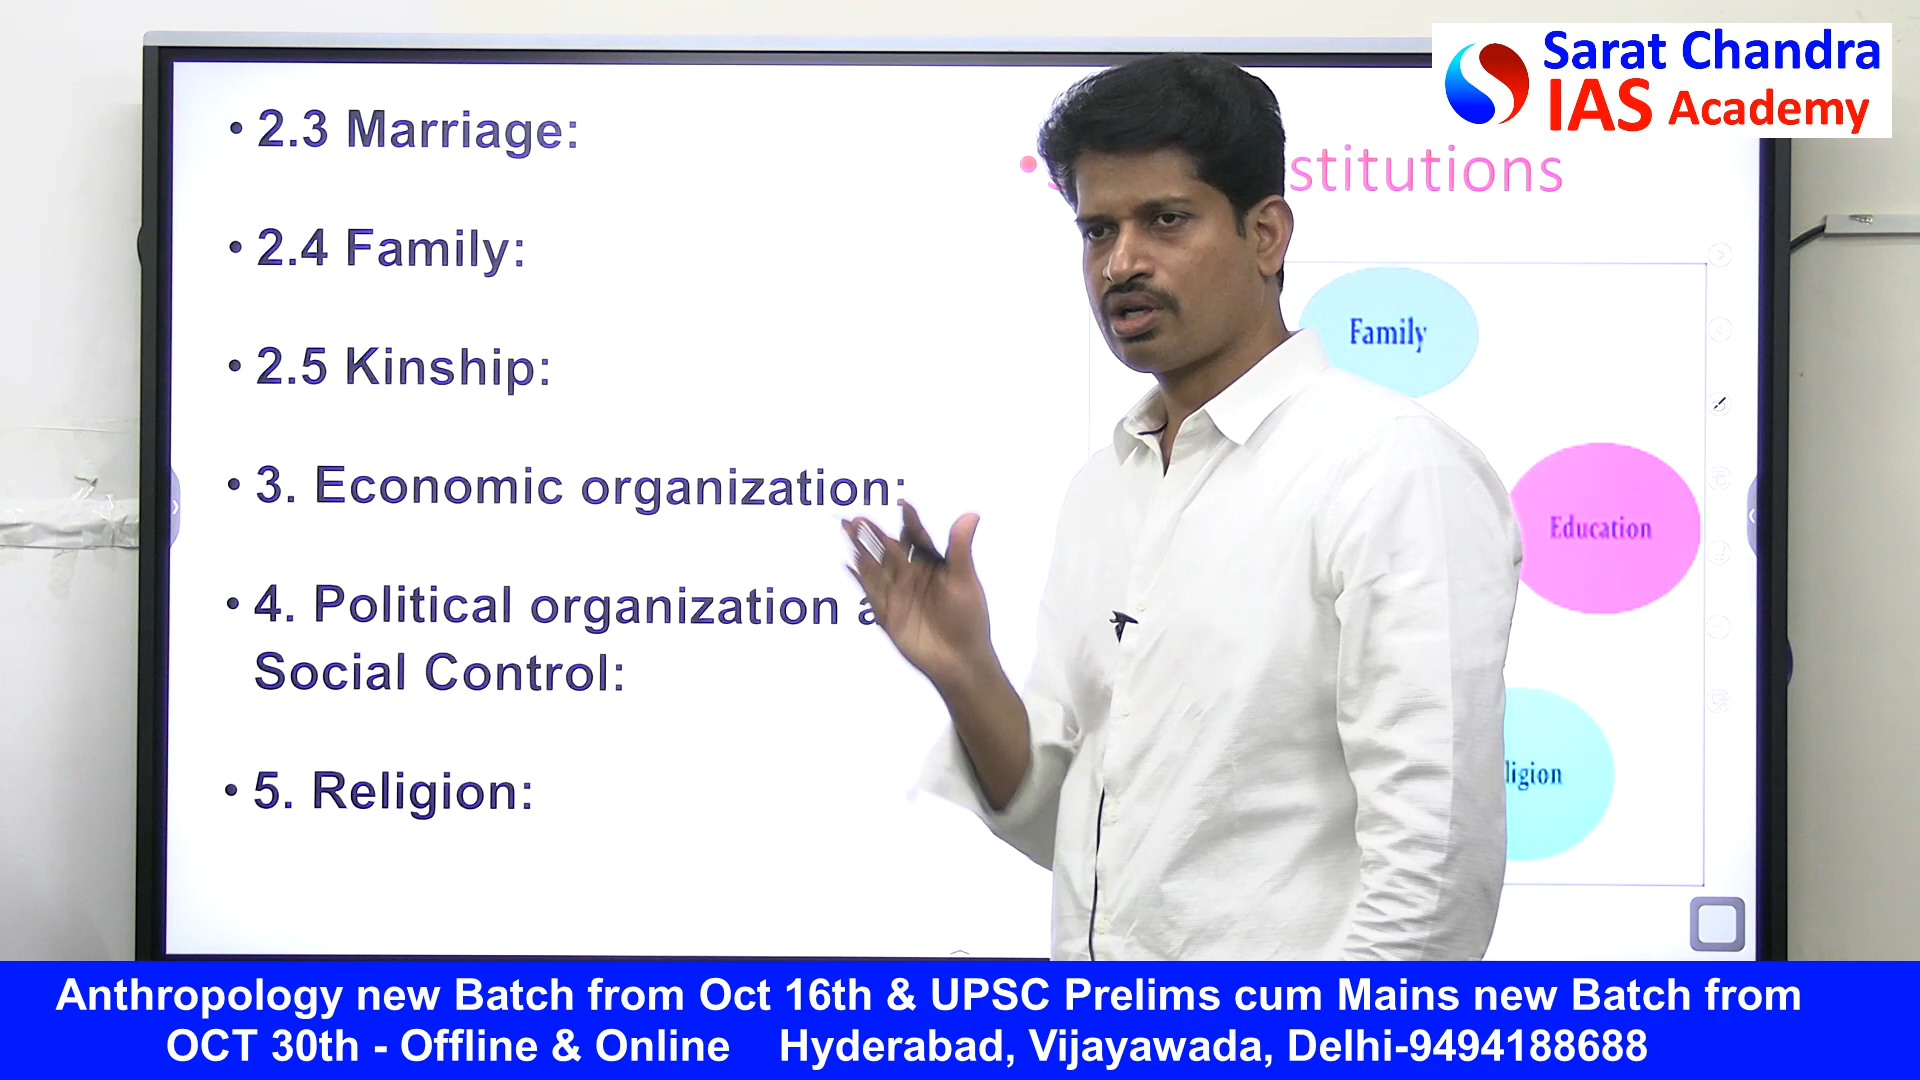 Sarat Chandra
IAS Academy
• 2.3 Marriage:
• 2.4 Family:
• 2.5 Kinship:
• 3. Economic organization:
• 4. Political organization
Social Control:
• 5. Religion:
Family
Education
Anthropology new Batch from Oct 16th & UPSC Prelims cum Mains new Batch from
OCT 30th - Offline & Online Hyderabad, Vijayawada, Delhi-9494188688